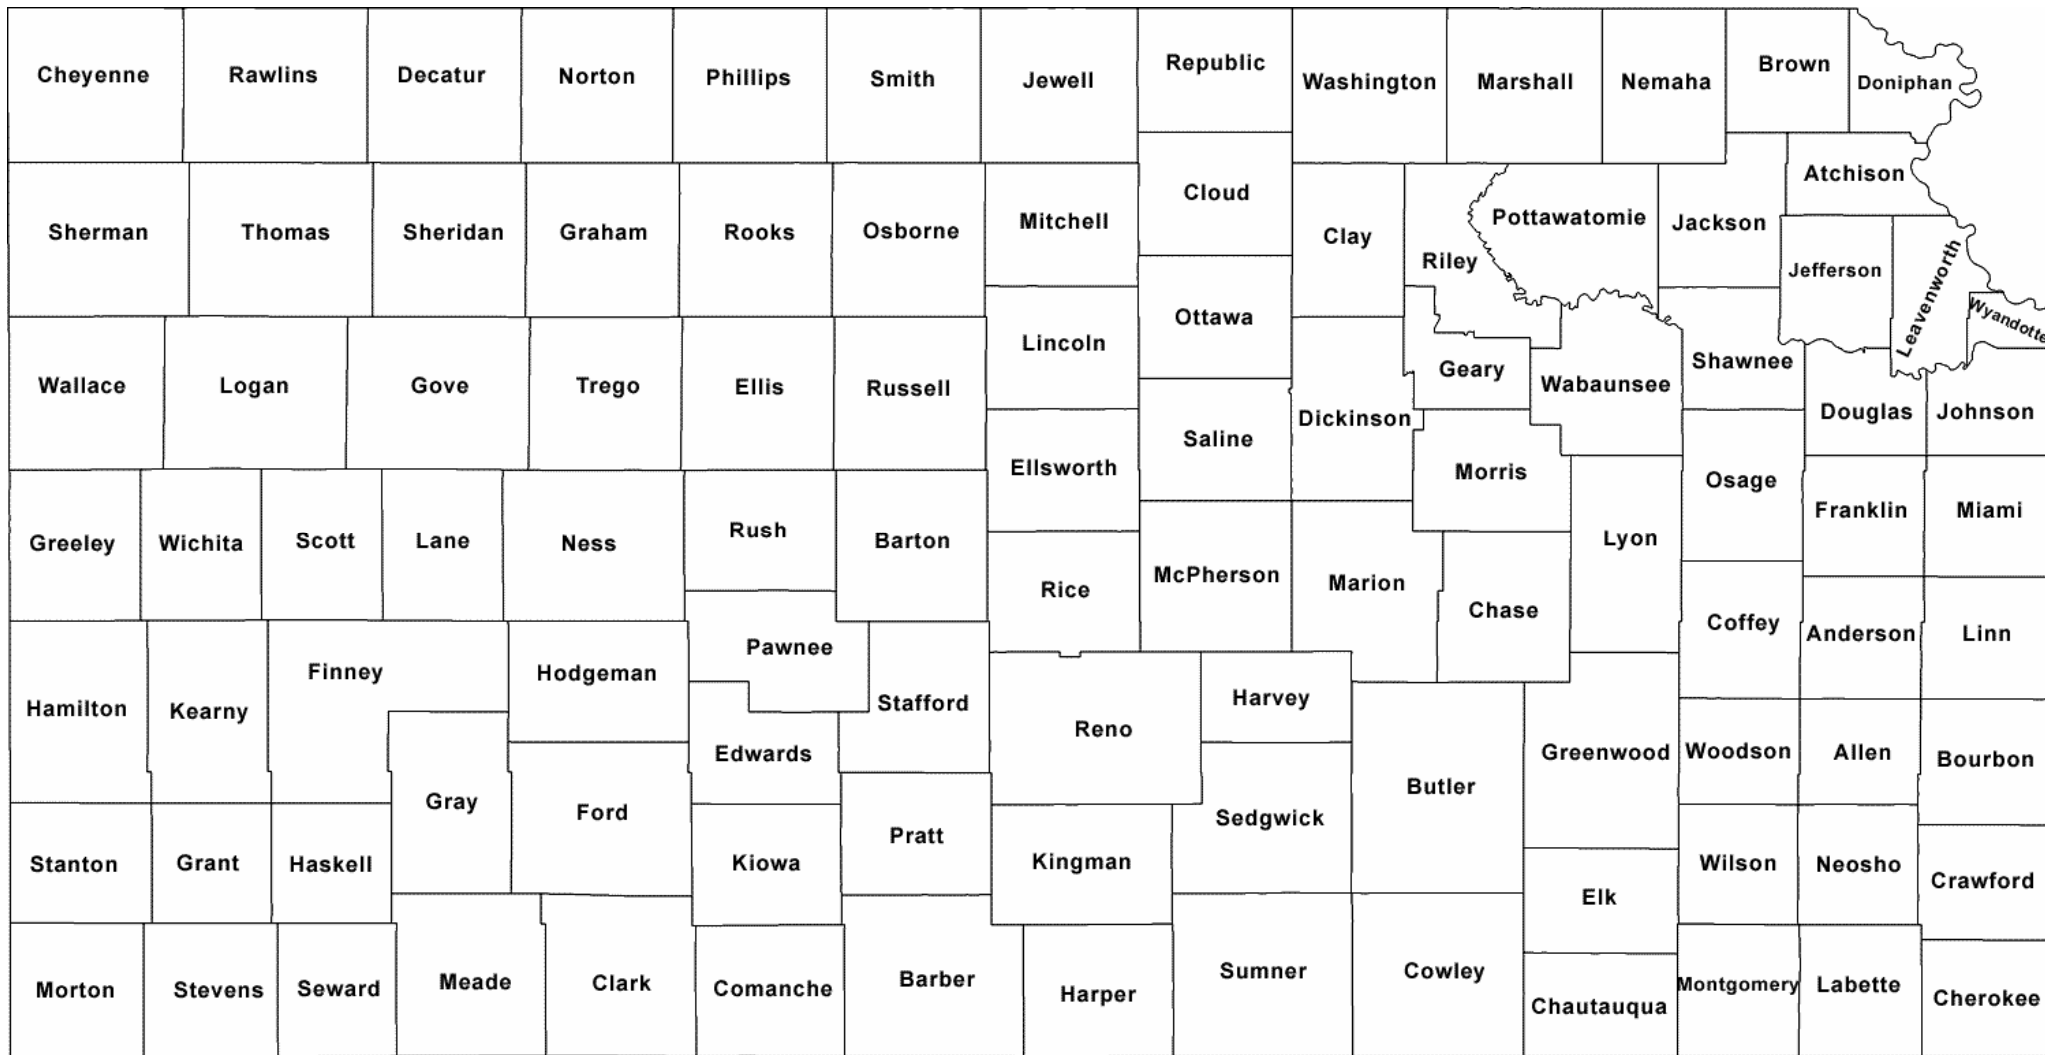 Cheyenne
Rawlins
Decatur
Norton
Phillips
Smith
Jewell
Republic
Washington
Marshall
Nemaha
Brown
Doniphan
Sherman
Thomas
Sheridan
Graham
Rooks
Osborne
Mitchell
Cloud
Clay
Riley
Pottawatomie
Jackson
Atchison
Jefferson
Leavenworth
Wyandotte
Wallace
Logan
Gove
Trego
Ellis
Russell
Lincoln
Ottawa
Saline
Dickinson
Geary
Wabaunsee
Shawnee
Douglas
Johnson
Greeley
Wichita
Scott
Lane
Ness
Rush
Barton
Ellsworth
Rice
McPherson
Marion
Morris
Chase
Lyon
Osage
Franklin
Miami
Hamilton
Kearny
Finney
Hodgeman
Pawnee
Stafford
Edwards
Reno
Harvey
Butler
Greenwood
Coffey
Anderson
Linn
Woodson
Allen
Bourbon
Gray
Ford
Stanton
Grant
Haskell
Kiowa
Pratt
Kingman
Sedgwick
Elk
Wilson
Neosho
Crawford
Morton
Stevens
Seward
Meade
Clark
Comanche
Barber
Harper
Sumner
Cowley
Chautauqua
Montgomery
Labette
Cherokee